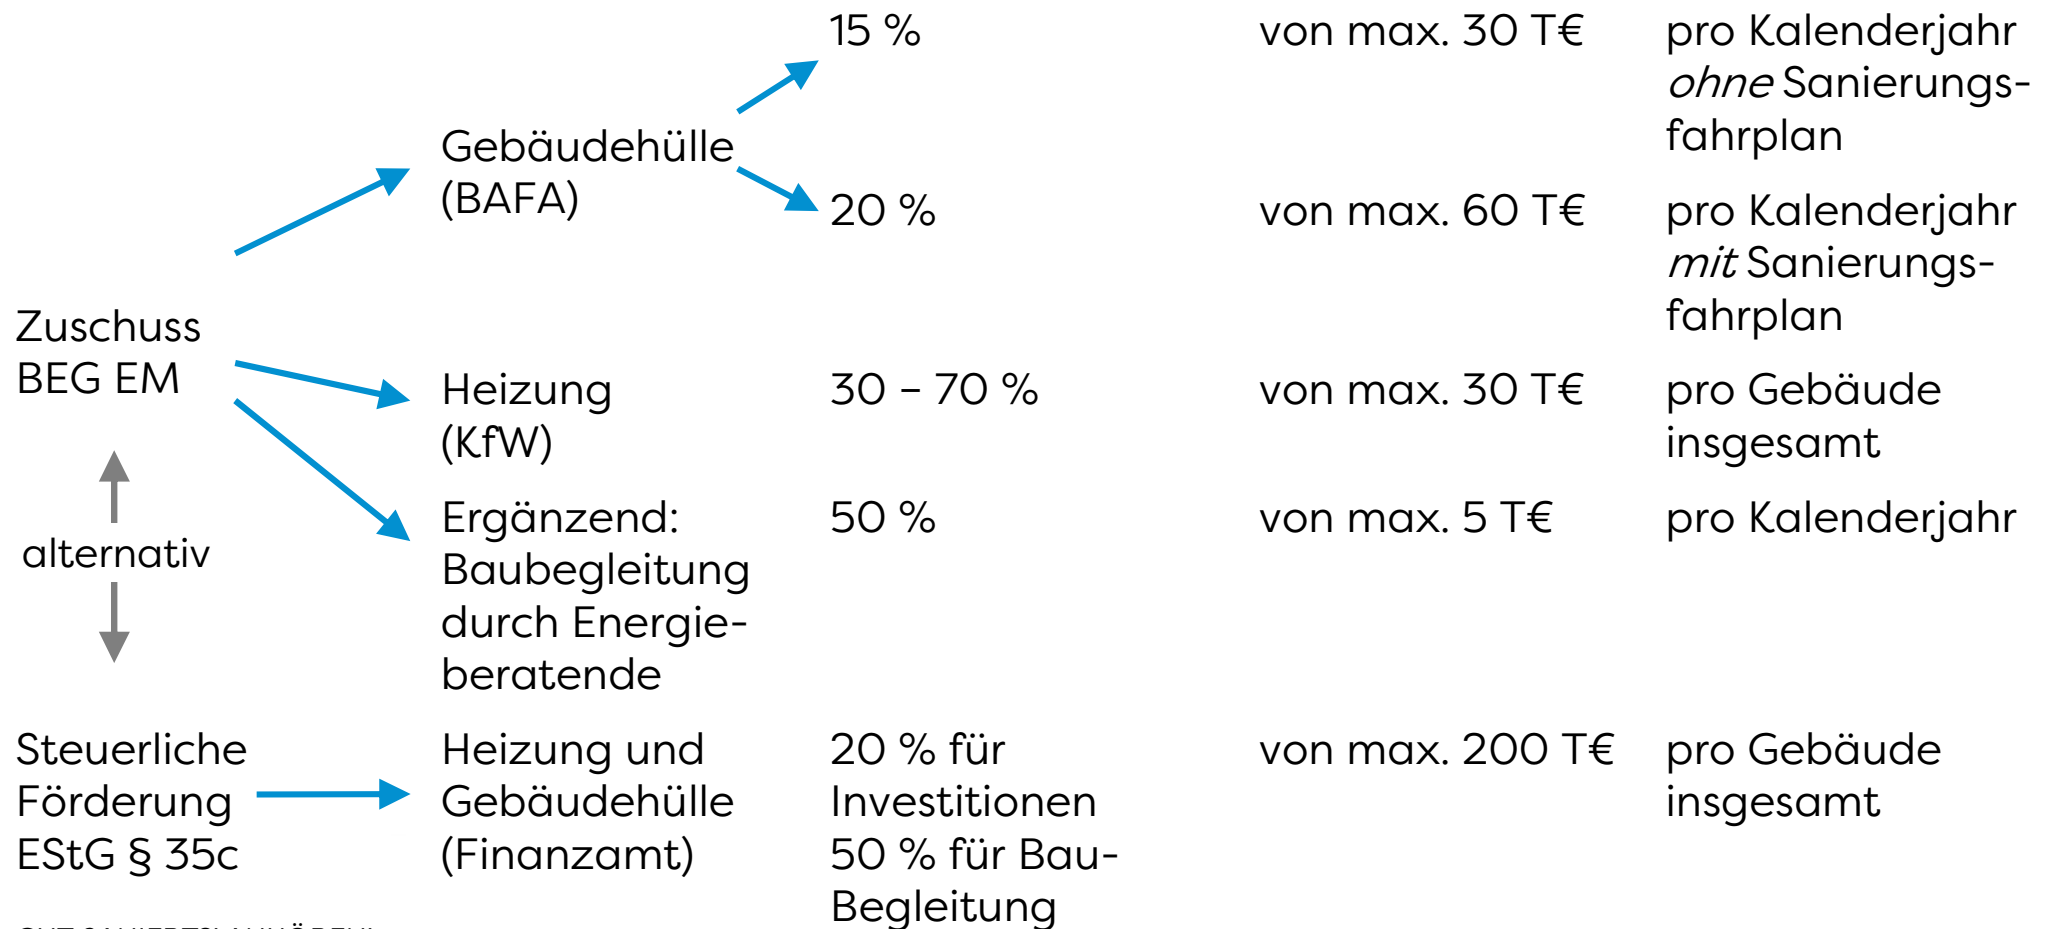 15 % von max. 30 T€ pro Kalenderjahr
ohne Sanierungs-
fahrplan
Gebäudehülle
(BAFA)
20 % von max. 60 T€ pro Kalenderjahr
mit Sanierungs-
fahrplan
Zuschuss
BEG EM
Heizung 30 – 70 % von max. 30 T€ pro Gebäude
(KfW) insgesamt
Ergänzend: 50 % von max. 5 T€ pro Kalenderjahr
Baubegleitung
durch Energie-
beratende
alternativ
Steuerliche Heizung und 20 % für von max. 200 T€ pro Gebäude
Förderung Gebäudehülle Investitionen insgesamt
EStG § 35c (Finanzamt) 50 % für Bau-
Begleitung